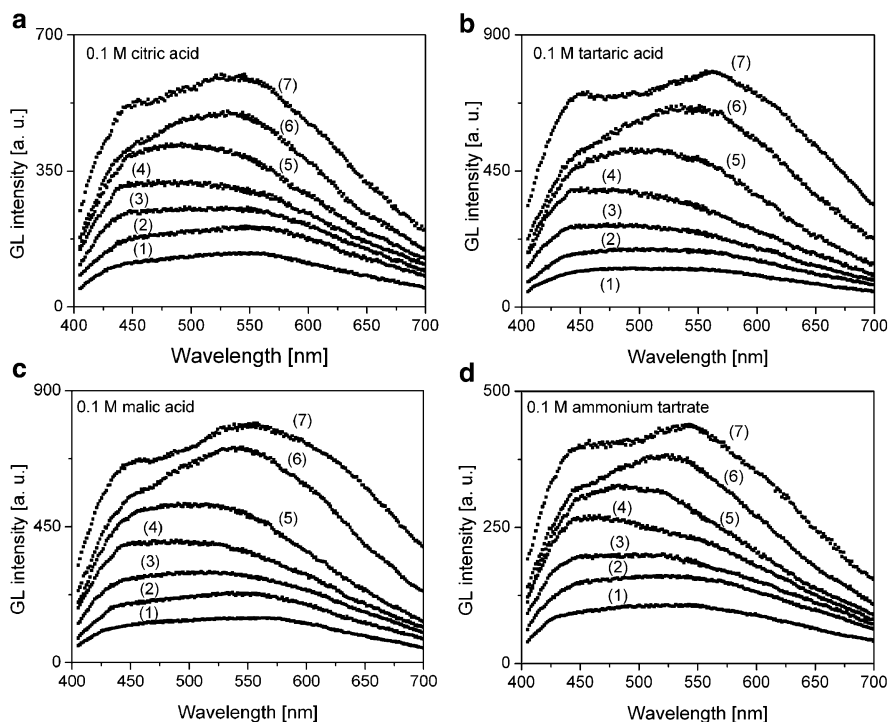 a
0.1 M citric acid
GL intensity [a. u.]
700
350
0
(7)
(6)
(5)
(4)
(3)
(2)
(1)
400 450 500 550 600 650 700
Wavelength [nm]
b
0.1 M tartaric acid
GL intensity [a. u.]
900
450
0
(7)
(6)
(5)
(4)
(3)
(2)
(1)
400 450 500 550 600 650 700
Wavelength [nm]
c
0.1 M malic acid
GL intensity [a. u.]
900
450
0
(7)
(6)
(5)
(4)
(3)
(2)
(1)
400 450 500 550 600 650 700
Wavelength [nm]
d
0.1 M ammonium tartrate
GL intensity [a. u.]
500
250
0
(7)
(6)
(5)
(4)
(3)
(2)
(1)
400 450 500 550 600 650 700
Wavelength [nm]